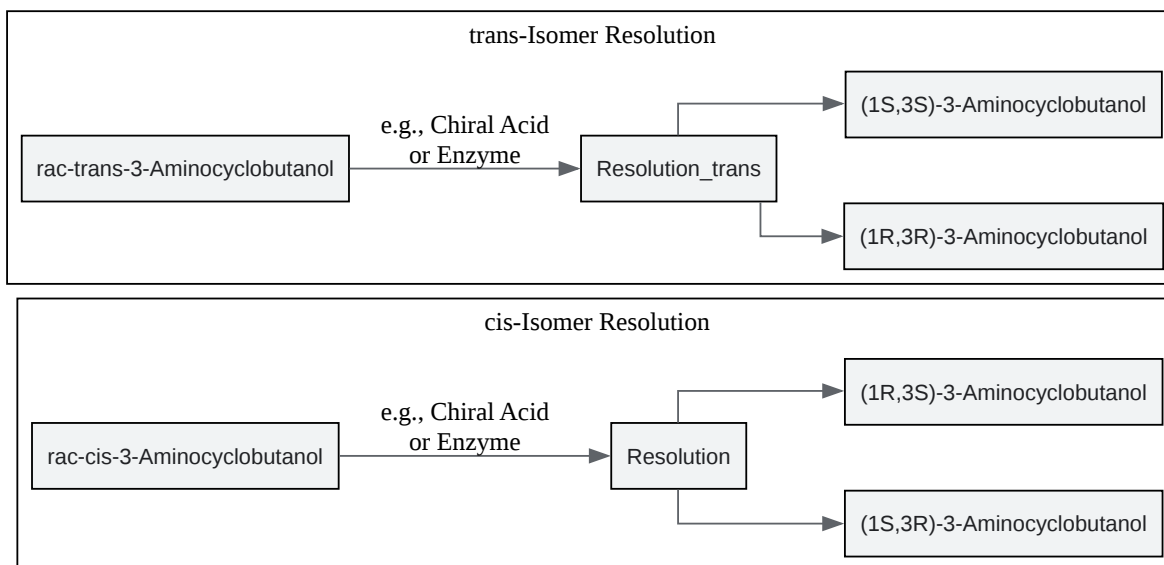 trans-Isomer Resolution
rac-trans-3-Aminocyclobutanol
e.g., Chiral Acid
or Enzyme
Resolution_trans
(1S,3S)-3-Aminocyclobutanol
(1R,3R)-3-Aminocyclobutanol
cis-Isomer Resolution
rac-cis-3-Aminocyclobutanol
e.g., Chiral Acid
or Enzyme
Resolution
(1R,3S)-3-Aminocyclobutanol
(1S,3R)-3-Aminocyclobutanol